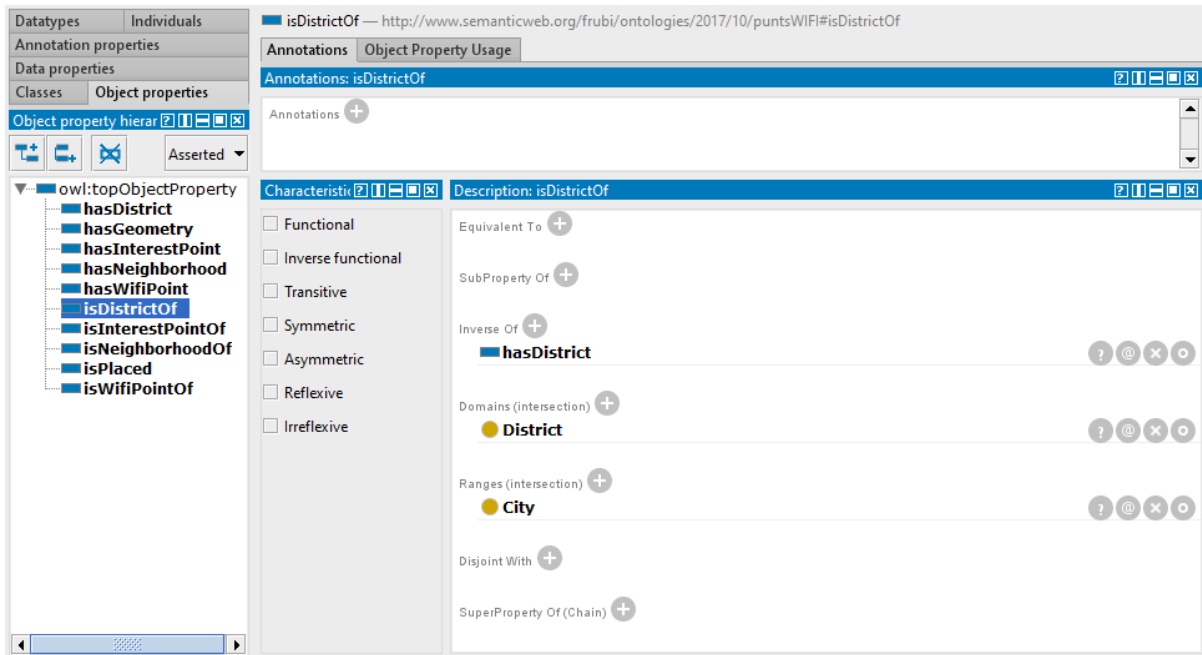 Datatypes Individuals
Annotation properties
Data properties
Classes Object properties
Object property hierar
Asserted
owl:topObjectProperty
hasDistrict
hasGeometry
hasInterestPoint
hasNeighborhood
hasWifiPoint
isDistrictOf
isInterestPointOf
isNeighborhoodOf
isPlaced
isWifiPointOf
isDistrictOf — http://www.semanticweb.org/frubi/ontologies/2017/10/puntsWIFI#isDistrictOf
Annotations Object Property Usage
Annotations: isDistrictOf
Annotations
Characteristic
Functional
Inverse functional
Transitive
Symmetric
Asymmetric
Reflexive
Irreflexive
Description: isDistrictOf
Equivalent To
SubProperty Of
Inverse Of
hasDistrict
Domains (intersection)
District
Ranges (intersection)
City
Disjoint With
SuperProperty Of (Chain)